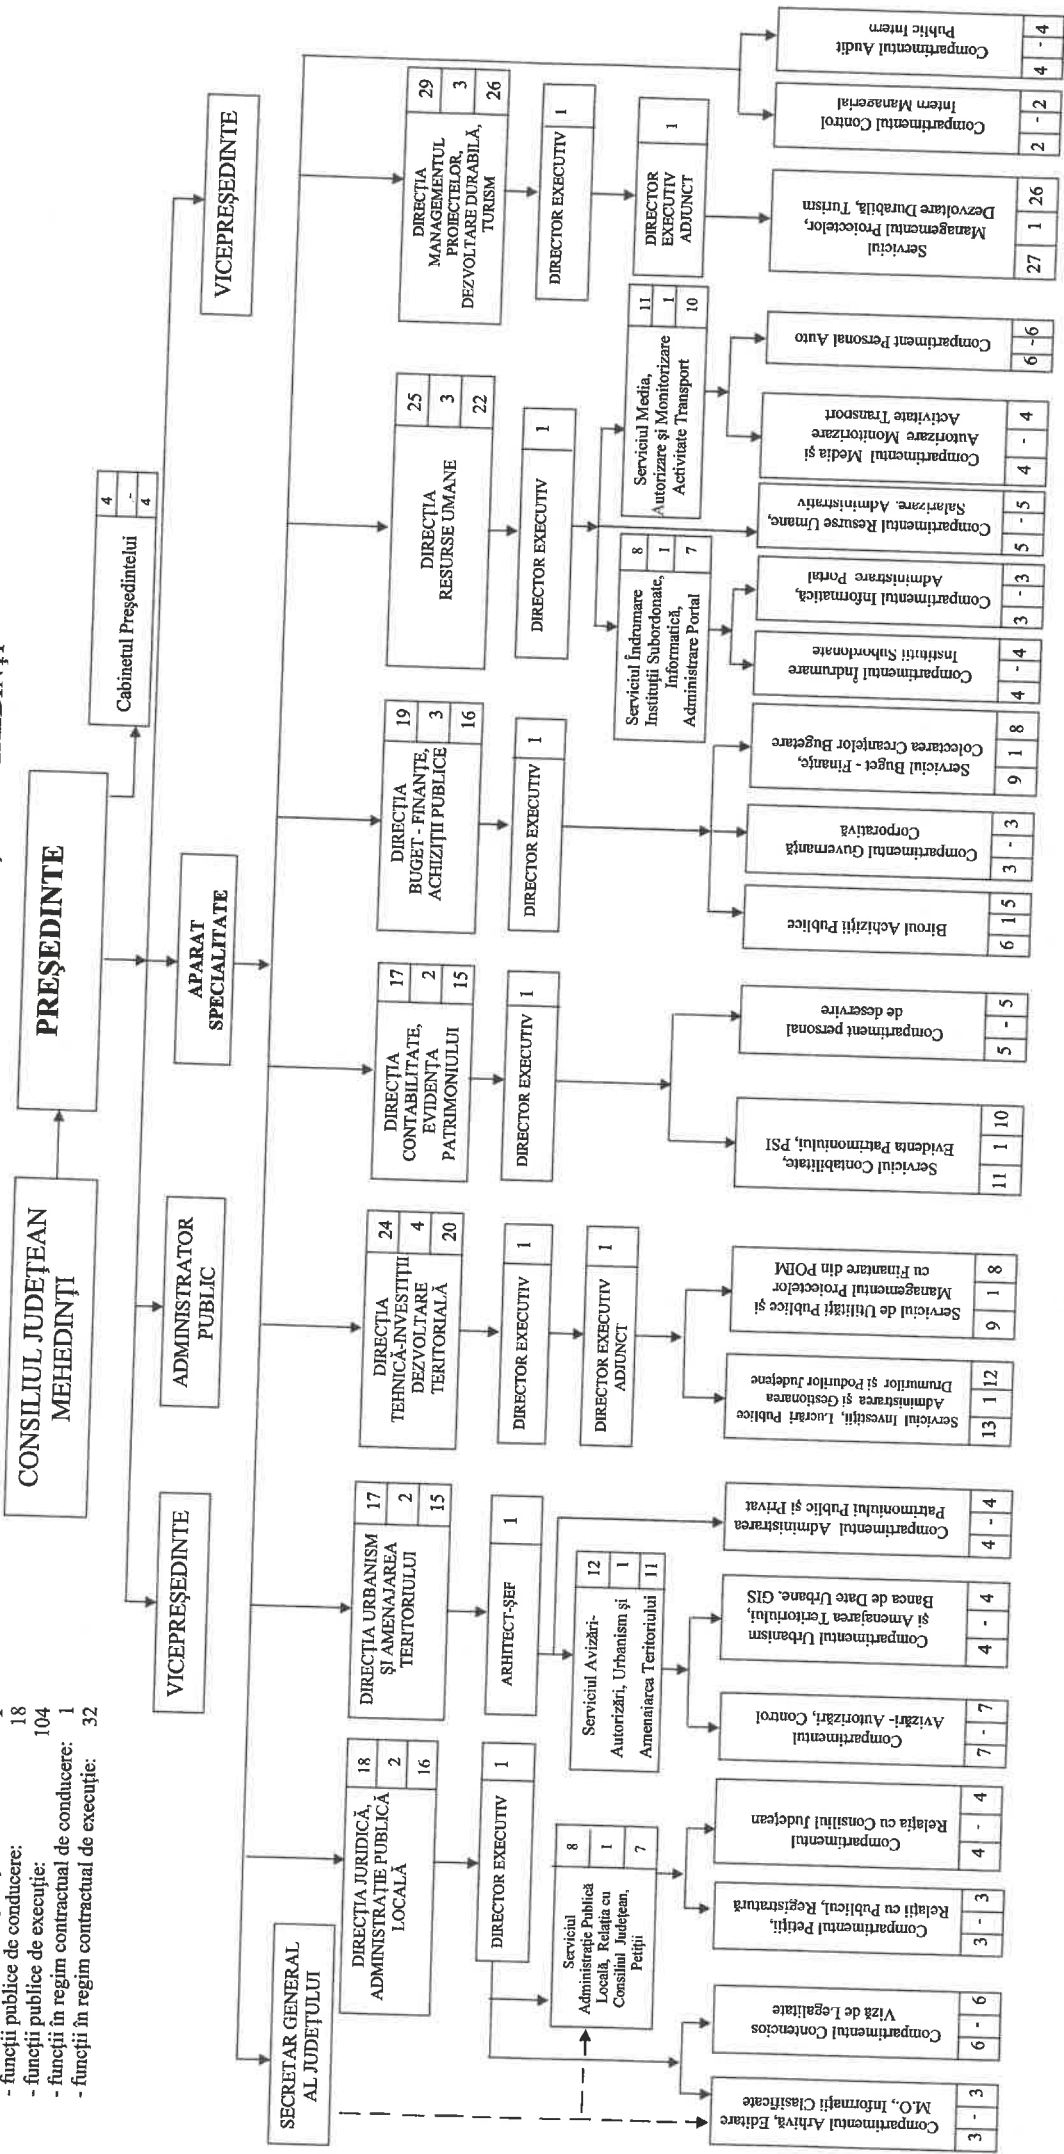 - funcții publice de conducere: 18
- funcții publice de execuție: 104
- funcții în regim contractual de conducere: 1
- funcții în regim contractual de execuție: 32
CONSILIUL JUDEȚEAN
MEHEDINȚI
PREȘEDINTE
Cabinetul Președintelui
4
-
4
VICEPREȘEDINTE
ADMINISTRATOR
PUBLIC
APARAT
SPECIALITATE
VICEPREȘEDINTE
SECRETAR GENERAL
AL JUDEȚULUI
DIRECȚIA JURIDICĂ,
ADMINISTRAȚIE PUBLICĂ
LOCALĂ
18
2
16
DIRECȚIA URBANISM
ȘI AMENAJAREA
TERITORIULUI
17
2
15
DIRECȚIA
TEHNICĂ-INVESTIȚII
DEZVOLTARE
TERITORIALĂ
24
4
20
DIRECȚIA
CONTABILITATE,
EVIDENȚA
PATRIMONIULUI
17
2
15
DIRECȚIA
BUGET - FINANȚE,
ACHIZIȚII PUBLICE
19
3
16
DIRECȚIA
RESURSE UMANE
25
3
22
DIRECȚIA
MANAGEMENTUL
PROIECTELOR,
DEZVOLTARE DURABILĂ,
TURISM
29
3
26
DIRECTOR EXECUTIV 1
ARHITECT-ȘEF 1
DIRECTOR EXECUTIV 1
DIRECTOR EXECUTIV 1
DIRECTOR EXECUTIV 1
DIRECTOR EXECUTIV 1
DIRECTOR EXECUTIV 1
Serviciul
Administrație Publică
Locală, Relația cu
Consiliul Județean,
Petiții
8
1
7
Serviciul Avizări-
Autorizări, Urbanism și
Amenajarea Teritoriului
12
1
11
DIRECTOR EXECUTIV
ADJUNCT
1
Serviciul Îndrumare
Instituții Subordonate,
Informatică,
Administrare Portal
8
1
7
Serviciul Media,
Autorizare și Monitorizare
Activitate Transport
11
1
10
DIRECTOR
EXECUTIV
ADJUNCT
1
Compartimentul Arhivă, Editare
M.O., Informații Clasificate
3 - 3
Compartimentul Contencios
Viză de Legalitate
6 - 6
Compartimentul Petiții,
Relații cu Publicul, Registratură
3 - 3
Compartimentul
Relația cu Consiliul Județean
4 - 4
Compartimentul
Avizări- Autorizări, Control
7 - 7
Compartimentul Urbanism
și Amenajarea Teritoriului,
Banca de Date Urbane. GIS
4 - 4
Compartimentul Administrarea
Patrimoniului Public și Privat
4 - 4
Serviciul Investiții, Lucrări Publice
Administrarea și Gestionarea
Drumurilor și Podurilor Județene
13 1 12
Serviciul de Utilități Publice și
Managementul Proiectelor
cu Finantare din POIM
9 1 8
Serviciul Contabilitate,
Evidenta Patrimoniului, PSI
11 1 10
Compartiment personal
de deservire
5 - 5
Biroul Achiziții Publice
6 1 5
Compartimentul Guvernanță
Corporativă
3 - 3
Serviciul Buget - Finanțe,
Colectarea Creanțelor Bugetare
9 1 8
Compartimentul Îndrumare
Institutii Subordonate
4 - 4
Compartimentul Informatică,
Administrare Portal
3 - 3
Compartimentul Resurse Umane,
Salarizare. Administrativ
5 - 5
Compartimentul Media și
Autorizare Monitorizare
Activitate Transport
4 - 4
Compartiment Personal Auto
6 - 6
Serviciul
Managementul Proiectelor,
Dezvoltare Durabilă, Turism
27 1 26
Compartimentul Control
Intern Managerial
2 - 2
Compartimentul Audit
Public Intern
4 - 4